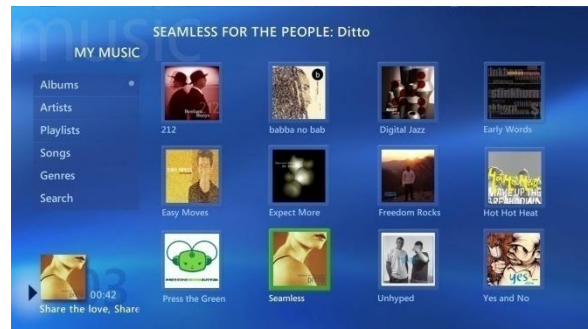 SEAMLESS FOR THE PEOPLE: Ditto
MY MUSIC
Albums
Artists
Playlists
Songs
Genres
Search
212
babba no bab
Digital Jazz
Early Words
Easy Moves
Expect More
Freedom Rocks
Hot Hot Heat
Press the Green
Seamless
Unhyped
Yes and No
00:42
Share the love, Share